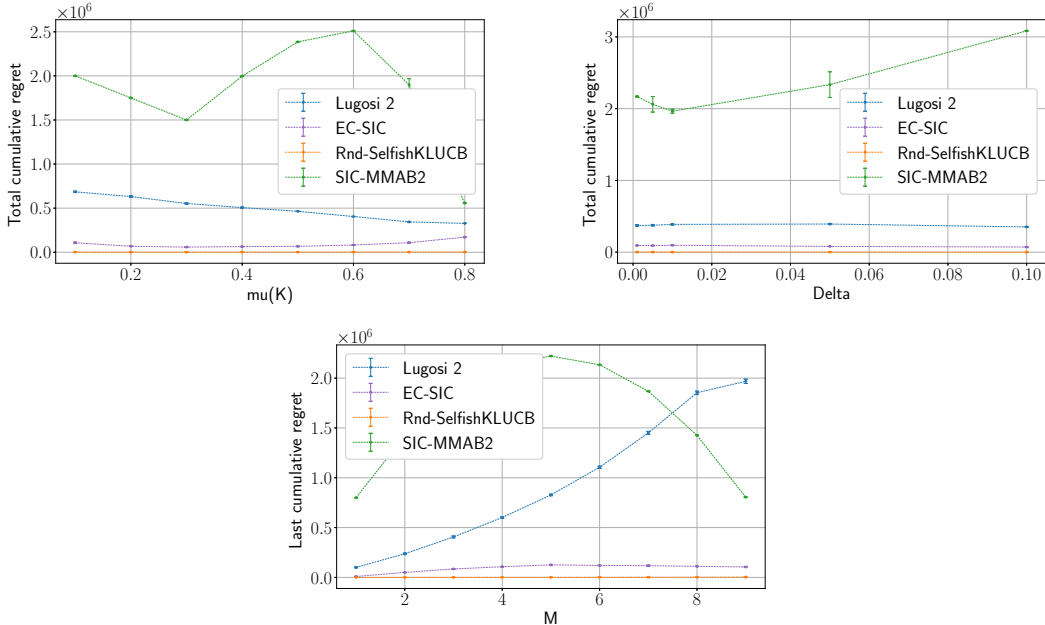 ×10^6
2.5
2.0
1.5
1.0
0.5
0.0
Total cumulative regret
Lugosi 2
EC-SIC
Rnd-SelfishKLUCB
SIC-MMAB2
0.2 0.4 0.6 0.8
mu(K)
×10^6
3
2
1
0
Total cumulative regret
Lugosi 2
EC-SIC
Rnd-SelfishKLUCB
SIC-MMAB2
0.00 0.02 0.04 0.06 0.08 0.10
Delta
×10^6
2.0
1.5
1.0
0.5
0.0
Last cumulative regret
Lugosi 2
EC-SIC
Rnd-SelfishKLUCB
SIC-MMAB2
2 4 6 8
M